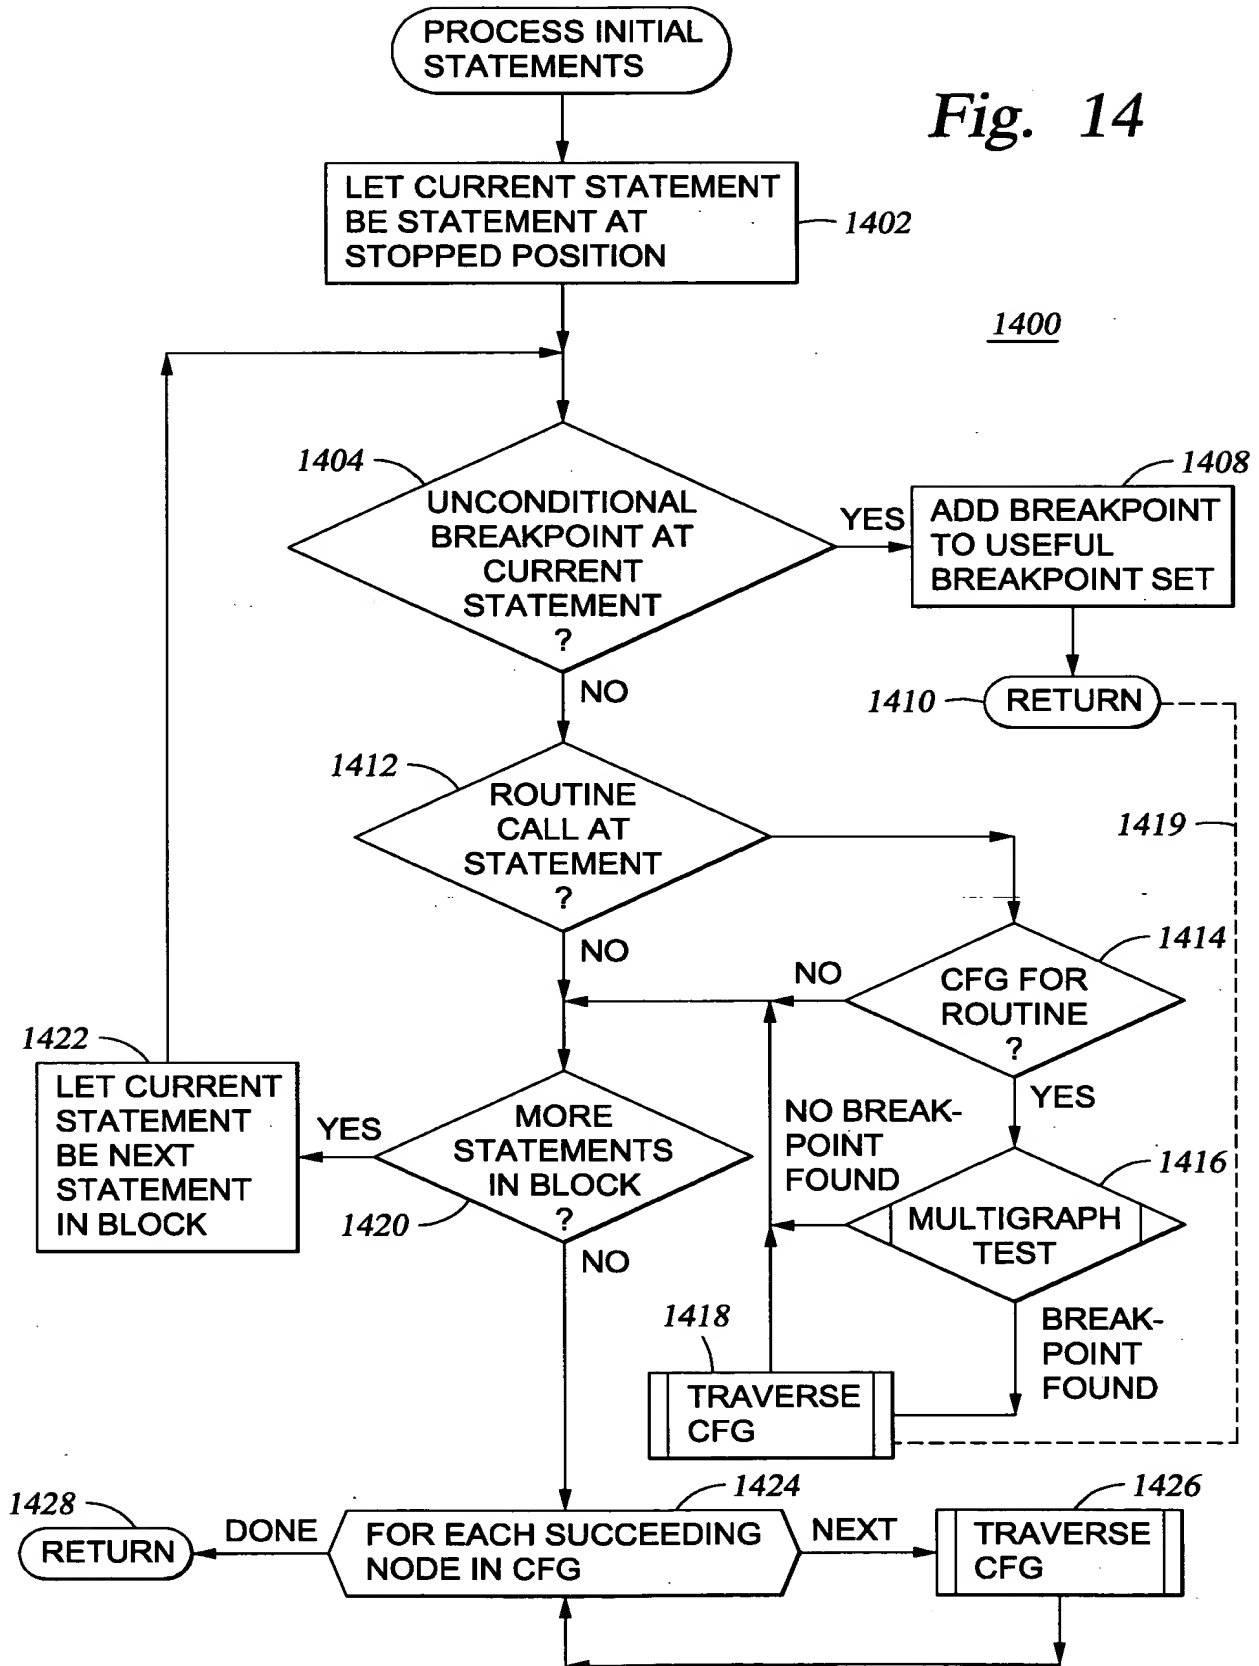 PROCESS INITIAL
STATEMENTS
Fig. 14
LET CURRENT STATEMENT
BE STATEMENT AT
STOPPED POSITION
1402
1400
1404
UNCONDITIONAL
BREAKPOINT AT
CURRENT
STATEMENT
?
YES
1408
ADD BREAKPOINT
TO USEFUL
BREAKPOINT SET
NO
1410
RETURN
1412
ROUTINE
CALL AT
STATEMENT
?
1419
NO
1414
CFG FOR
ROUTINE
?
NO
YES
1422
LET CURRENT
STATEMENT
BE NEXT
STATEMENT
IN BLOCK
YES
MORE
STATEMENTS
IN BLOCK
?
1420
NO
NO BREAK-
POINT
FOUND
1416
MULTIGRAPH
TEST
BREAK-
POINT
FOUND
1418
TRAVERSE
CFG
1424
FOR EACH SUCCEEDING
NODE IN CFG
1428
RETURN
DONE
NEXT
1426
TRAVERSE
CFG